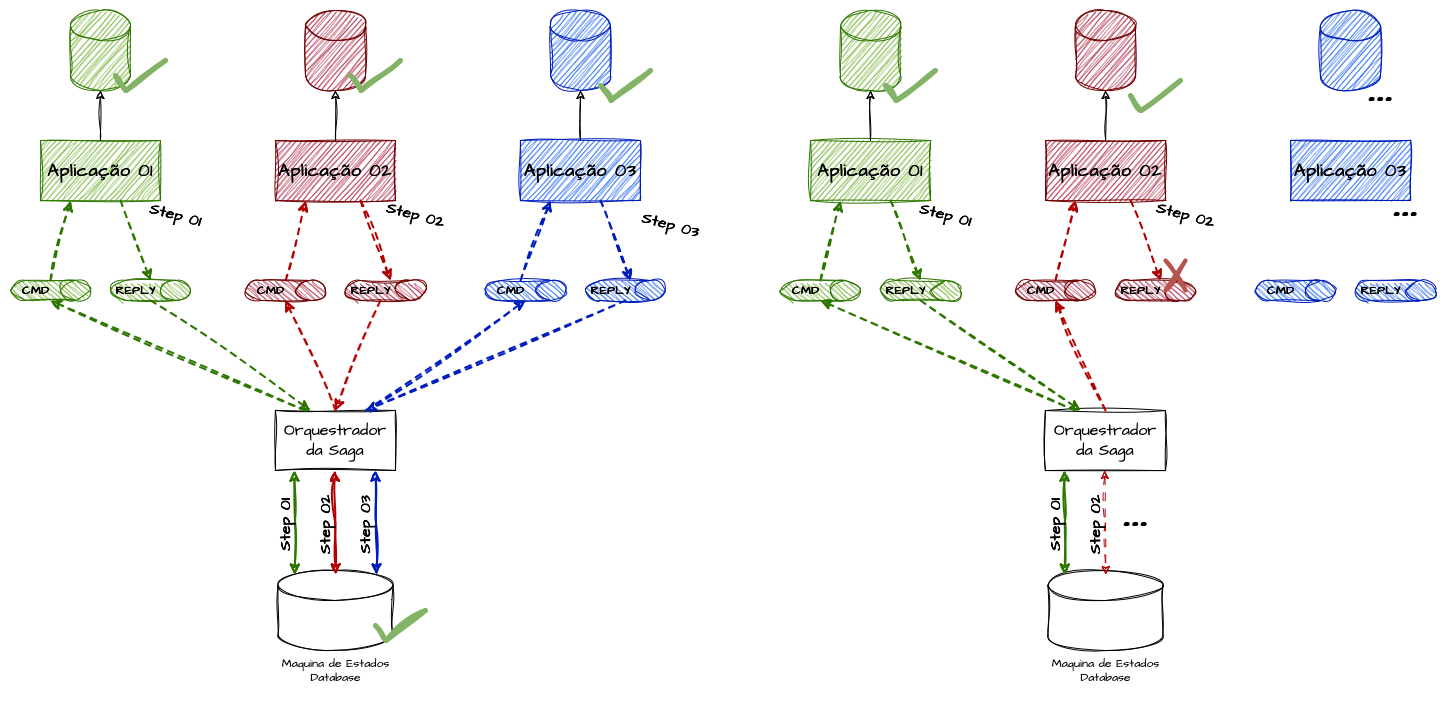 Aplicação 01
Aplicação 02
Aplicação 03
Step 01
Step 02
Step 03
CMD
REPLY
CMD
REPLY
CMD
REPLY
Orquestrador
da Saga
Step 01
Step 02
Step 03
Maquina de Estados
Database
Aplicação 01
Aplicação 02
Aplicação 03
...
Step 01
Step 02
...
CMD
REPLY
CMD
REPLY
CMD
REPLY
Orquestrador
da Saga
Step 01
Step 02
...
Maquina de Estados
Database